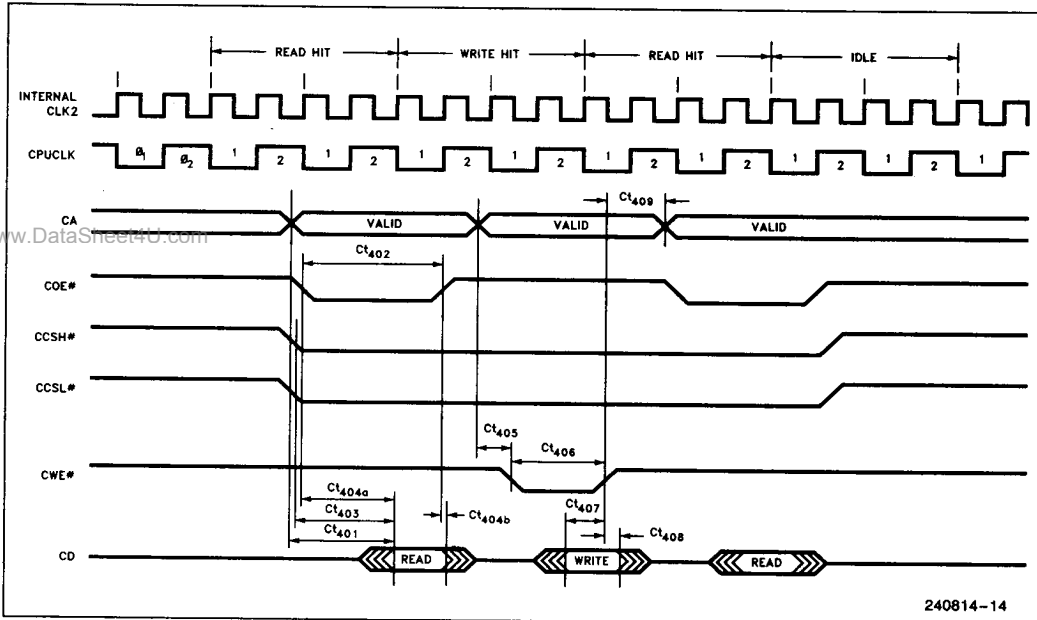 READ HIT WRITE HIT READ HIT IDLE
INTERNAL
CLK2
CPUCLK Ø1 Ø2 1 2 1 2 1 2 1 2 1 2 1 2 1 2 1 2 1
Ct409
CA VALID VALID VALID
www.DataSheet4U.com
Ct402
COE#
CCSH#
CCSL#
Ct405 Ct406
CWE#
Ct404a Ct407
Ct403 Ct404b
Ct401 Ct408
CD READ WRITE READ
240814-14